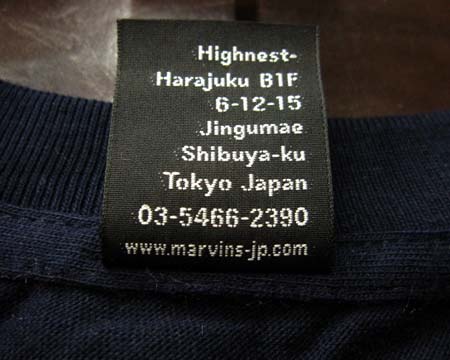 Highnest-
Harajuku B1F
6-12-15
Jingumae
Shibuya-ku
Tokyo Japan
03-5466-2390
www.marvins-jp.com